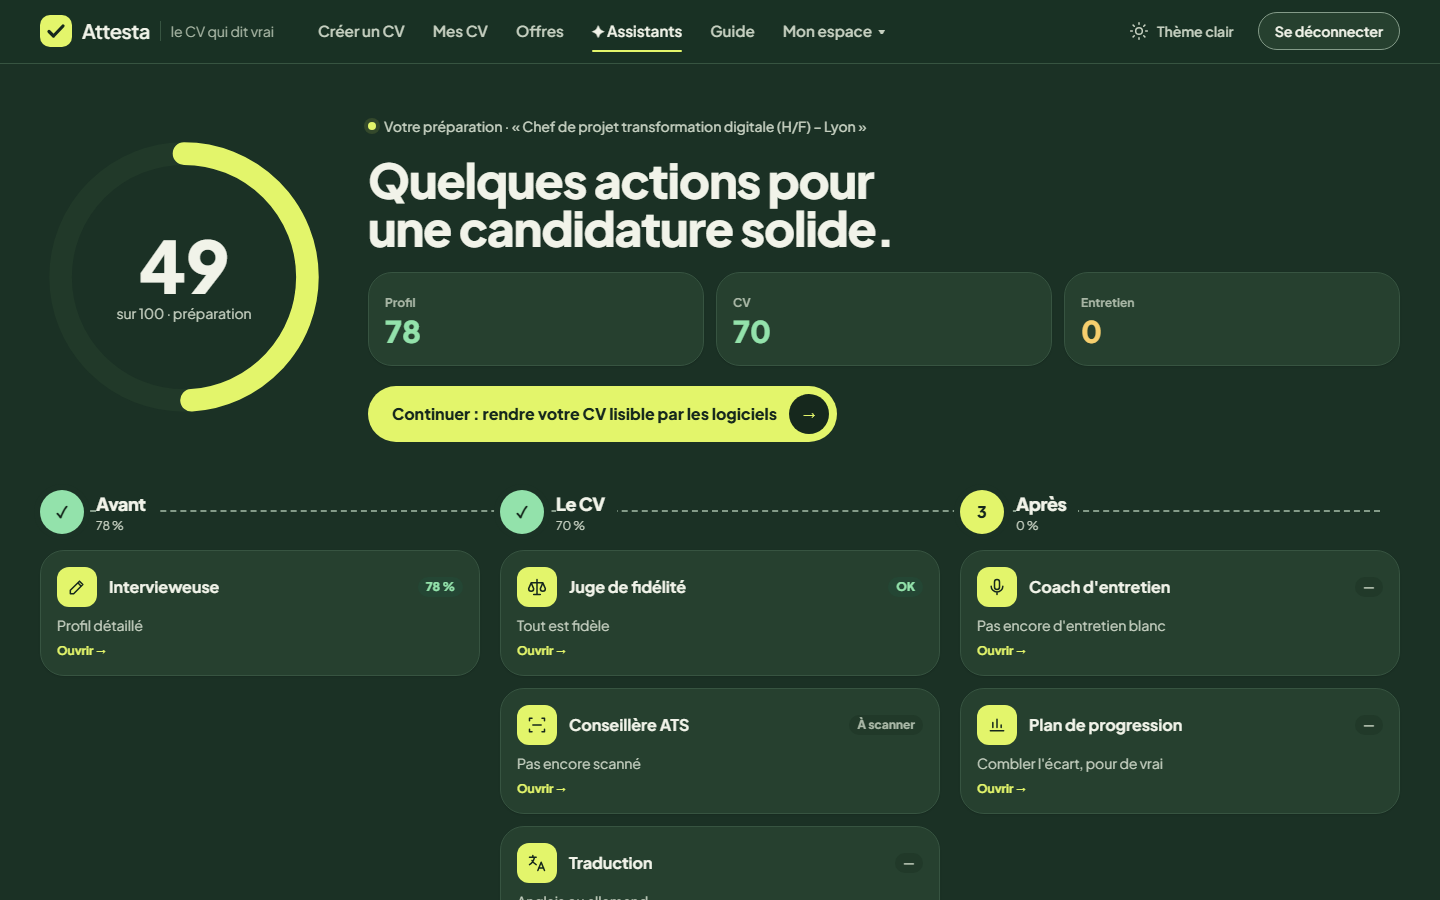 Attesta
le CV qui dit vrai
Créer un CV
Mes CV
Offres
Assistants
Guide
Mon espace
Thème clair
Se déconnecter
Votre préparation · « Chef de projet transformation digitale (H/F) – Lyon »
Quelques actions pour
une candidature solide.
49
sur 100 · préparation
Profil
78
CV
70
Entretien
0
Continuer : rendre votre CV lisible par les logiciels →
✓
Avant
78 %
✓
Le CV
70 %
3
Après
0 %
Intervieweuse
78 %
Profil détaillé
Ouvrir →
Juge de fidélité
OK
Tout est fidèle
Ouvrir →
Coach d'entretien
—
Pas encore d'entretien blanc
Ouvrir →
Conseillère ATS
À scanner
Pas encore scanné
Ouvrir →
Plan de progression
—
Combler l'écart, pour de vrai
Ouvrir →
Traduction
—